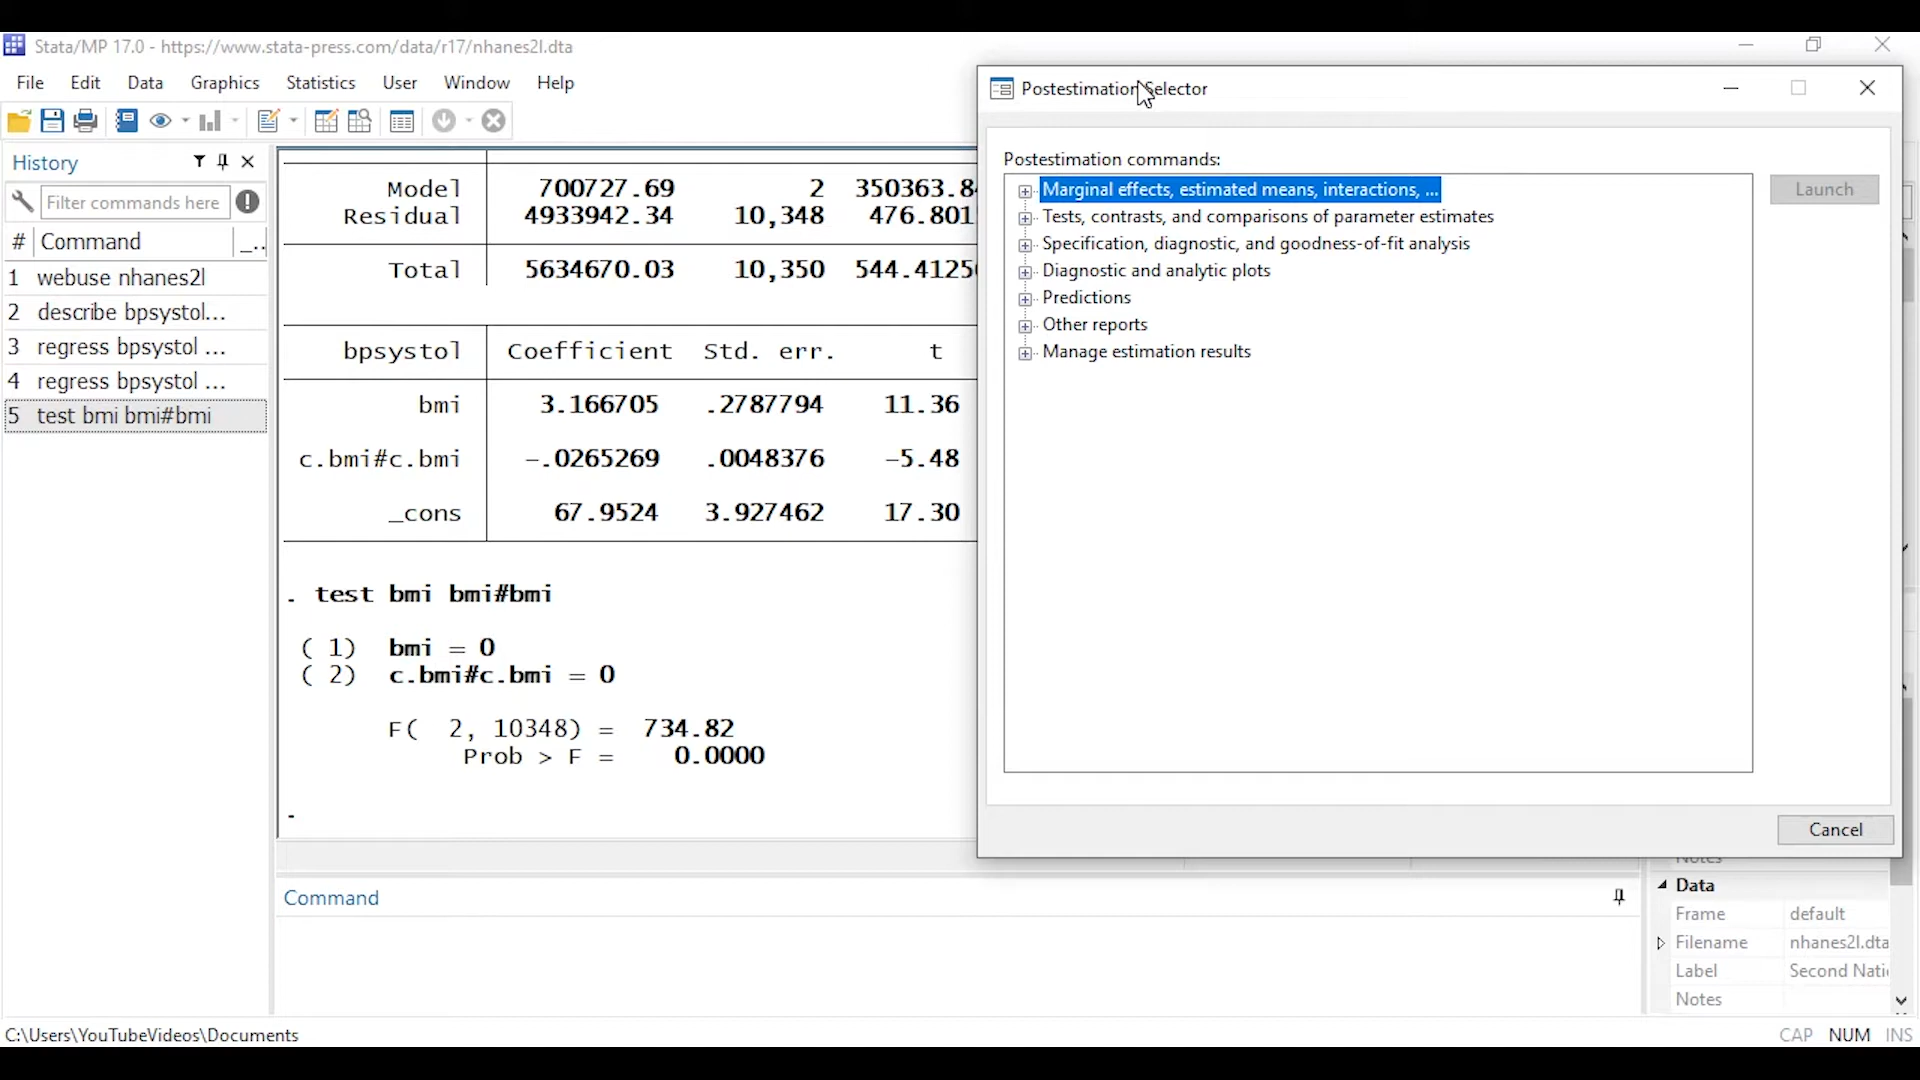 Stata/MP 17.0 - https://www.stata-press.com/data/r17/nhanes2l.dta
File Edit Data Graphics Statistics User Window Help
History
Filter commands here
# Command _..
1 webuse nhanes2l
2 describe bpsystol...
3 regress bpsystol ...
4 regress bpsystol ...
5 test bmi bmi#bmi
Model 700727.69 2 350363.84
Residual 4933942.34 10,348 476.801
Total 5634670.03 10,350 544.41256
bpsystol Coefficient Std. err. t
bmi 3.166705 .2787794 11.36
c.bmi#c.bmi -.0265269 .0048376 -5.48
_cons 67.9524 3.927462 17.30
. test bmi bmi#bmi
( 1) bmi = 0
( 2) c.bmi#c.bmi = 0
F( 2, 10348) = 734.82
Prob > F = 0.0000
.
Command
Postestimation Selector
Postestimation commands:
Marginal effects, estimated means, interactions, ...
Tests, contrasts, and comparisons of parameter estimates
Specification, diagnostic, and goodness-of-fit analysis
Diagnostic and analytic plots
Predictions
Other reports
Manage estimation results
Launch
Cancel
Notes
Data
Frame default
Filename nhanes2l.dta
Label Second Nati
Notes
C:\Users\YouTubeVideos\Documents
CAP NUM INS